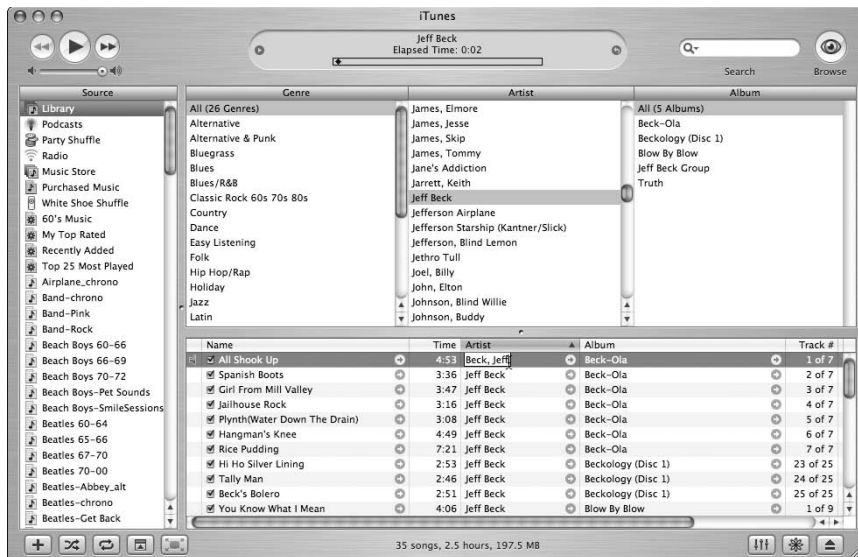 iTunes
Jeff Beck
Elapsed Time: 0:02
Search
Browse
Source
Library
Podcasts
Party Shuffle
Radio
Music Store
Purchased Music
White Shoe Shuffle
60's Music
My Top Rated
Recently Added
Top 25 Most Played
Airplane_chrono
Band-chrono
Band-Pink
Band-Rock
Beach Boys 60-66
Beach Boys 66-69
Beach Boys 70-72
Beach Boys-Pet Sounds
Beach Boys-SmileSessions
Beatles 60-64
Beatles 65-66
Beatles 67-70
Beatles 70-00
Beatles-Abbey_alt
Beatles-chrono
Beatles-Get Back
Genre
All (26 Genres)
Alternative
Alternative & Punk
Bluegrass
Blues
Blues/R&B
Classic Rock 60s 70s 80s
Country
Dance
Easy Listening
Folk
Hip Hop/Rap
Holiday
Jazz
Latin
Artist
James, Elmore
James, Jesse
James, Skip
James, Tommy
Jane's Addiction
Jarrett, Keith
Jeff Beck
Jefferson Airplane
Jefferson Starship (Kantner/Slick)
Jefferson, Blind Lemon
Jethro Tull
Joel, Billy
John, Elton
Johnson, Blind Willie
Johnson, Buddy
Album
All (5 Albums)
Beck-Ola
Beckology (Disc 1)
Blow By Blow
Jeff Beck Group
Truth
Name Time Artist Album Track #
All Shook Up 4:53 Beck, Jeff Beck-Ola 1 of 7
Spanish Boots 3:36 Jeff Beck Beck-Ola 2 of 7
Girl From Mill Valley 3:47 Jeff Beck Beck-Ola 3 of 7
Jailhouse Rock 3:16 Jeff Beck Beck-Ola 4 of 7
Plynth(Water Down The Drain) 3:08 Jeff Beck Beck-Ola 5 of 7
Hangman's Knee 4:49 Jeff Beck Beck-Ola 6 of 7
Rice Pudding 7:21 Jeff Beck Beck-Ola 7 of 7
Hi Ho Silver Lining 2:53 Jeff Beck Beckology (Disc 1) 23 of 25
Tally Man 2:46 Jeff Beck Beckology (Disc 1) 24 of 25
Beck's Bolero 2:51 Jeff Beck Beckology (Disc 1) 25 of 25
You Know What I Mean 4:06 Jeff Beck Blow By Blow 1 of 9
35 songs, 2.5 hours, 197.5 MB